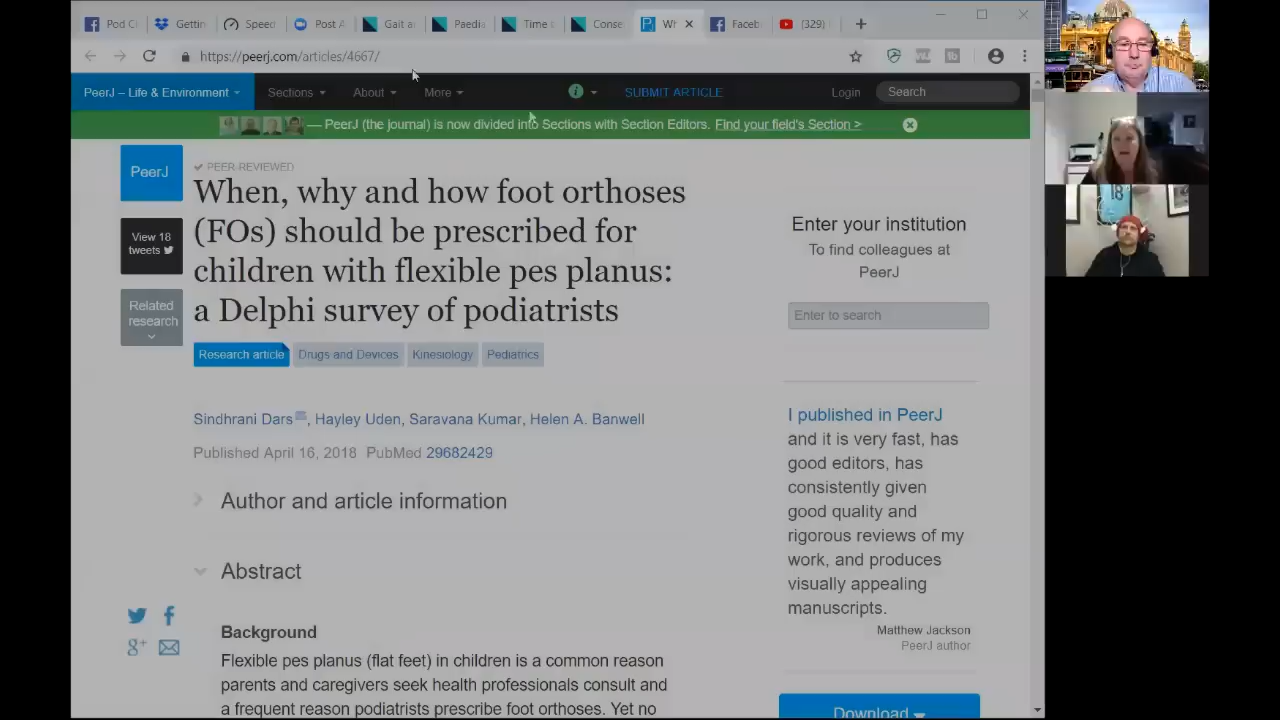 Pod C
Gettin
Speed
Post A
Gait a
Paedia
Time t
Conse
Wh
Faceb
(329)
https://peerj.com/articles/4667/
PeerJ – Life & Environment
Sections
About
More
SUBMIT ARTICLE
Login
Search
— PeerJ (the journal) is now divided into Sections with Section Editors. Find your field's Section >
PeerJ
PEER-REVIEWED
When, why and how foot orthoses
(FOs) should be prescribed for
children with flexible pes planus:
a Delphi survey of podiatrists
View 18
tweets
Related
research
Research article
Drugs and Devices
Kinesiology
Pediatrics
Sindhrani Dars, Hayley Uden, Saravana Kumar, Helen A. Banwell
Published April 16, 2018 PubMed 29682429
Author and article information
Abstract
Background
Flexible pes planus (flat feet) in children is a common reason
parents and caregivers seek health professionals consult and
a frequent reason podiatrists prescribe foot orthoses. Yet no
Enter your institution
To find colleagues at
PeerJ
Enter to search
I published in PeerJ
and it is very fast, has
good editors, has
consistently given
good quality and
rigorous reviews of my
work, and produces
visually appealing
manuscripts.
Matthew Jackson
PeerJ author
Download
18